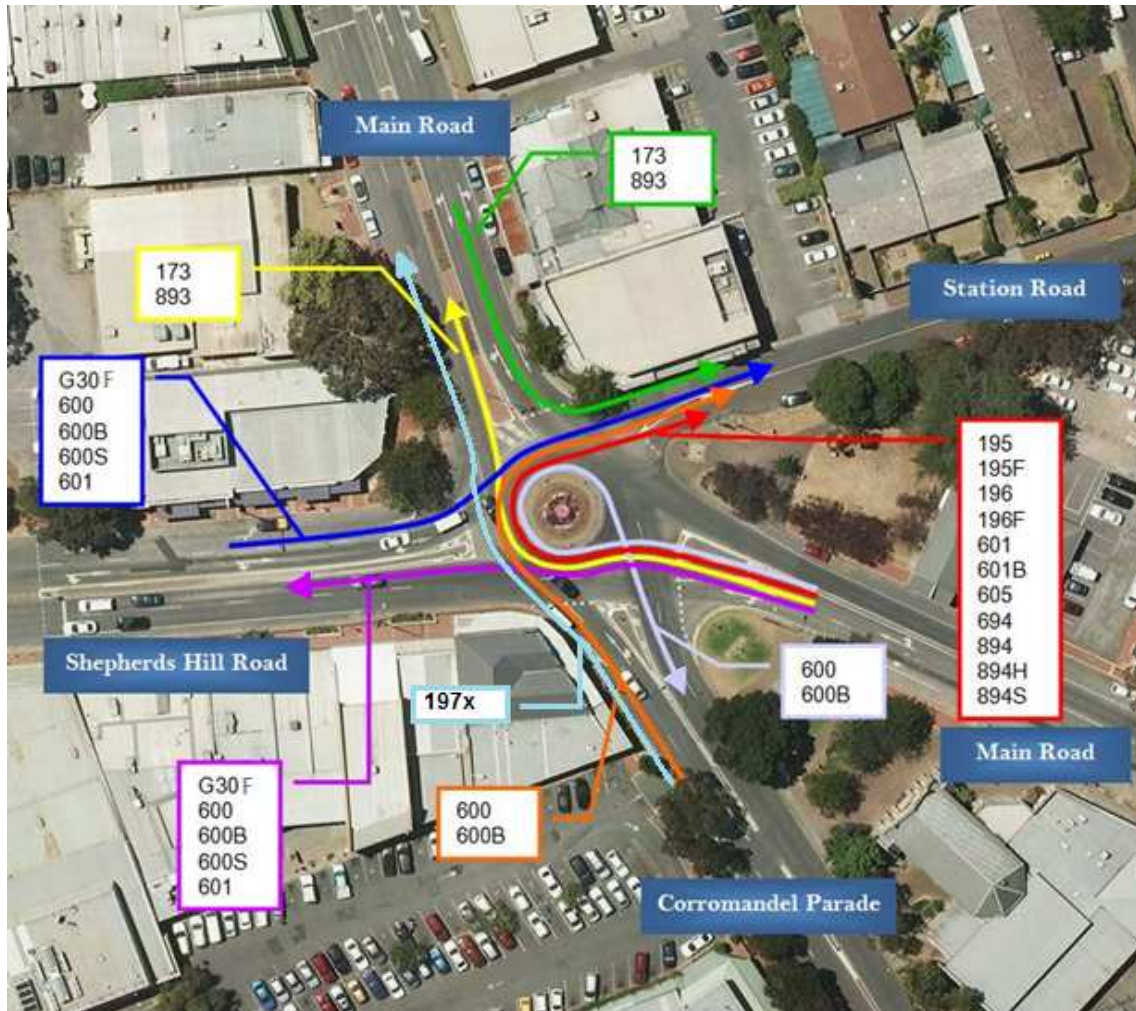 Main Road
173
893
Station Road
173
893
G30F
600
600B
600S
601
195
195F
196
196F
601
601B
605
694
894
894H
894S
Shepherds Hill Road
600
600B
197x
Main Road
G30F
600
600B
600S
601
600
600B
Corromandel Parade